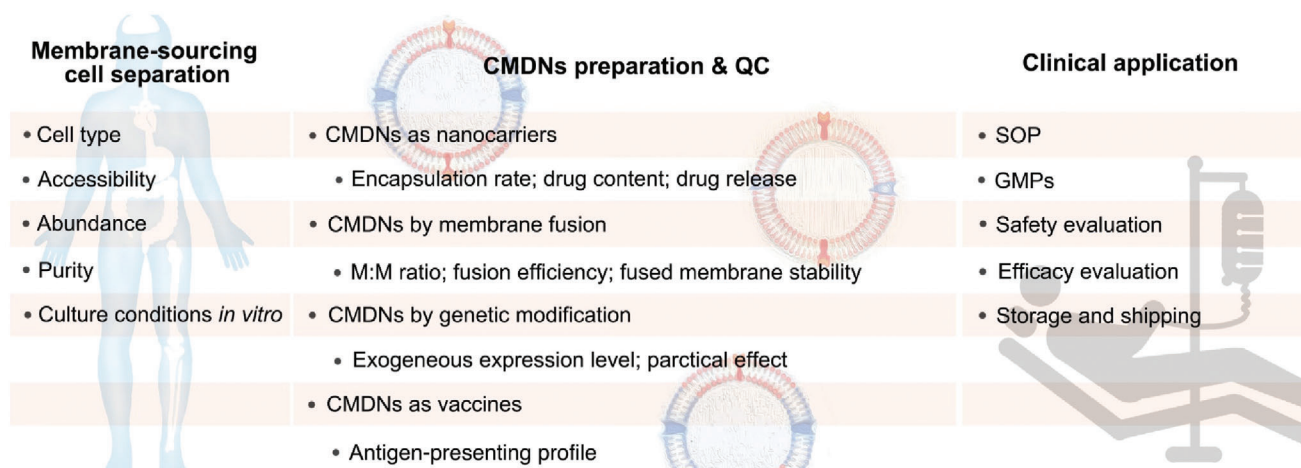 Membrane-sourcing
cell separation
• Cell type
• Accessibility
• Abundance
• Purity
• Culture conditions in vitro
CMDNs preparation & QC
• CMDNs as nanocarriers
• Encapsulation rate; drug content; drug release
• CMDNs by membrane fusion
• M:M ratio; fusion efficiency; fused membrane stability
• CMDNs by genetic modification
• Exogeneous expression level; parctical effect
• CMDNs as vaccines
• Antigen-presenting profile
Clinical application
• SOP
• GMPs
• Safety evaluation
• Efficacy evaluation
• Storage and shipping